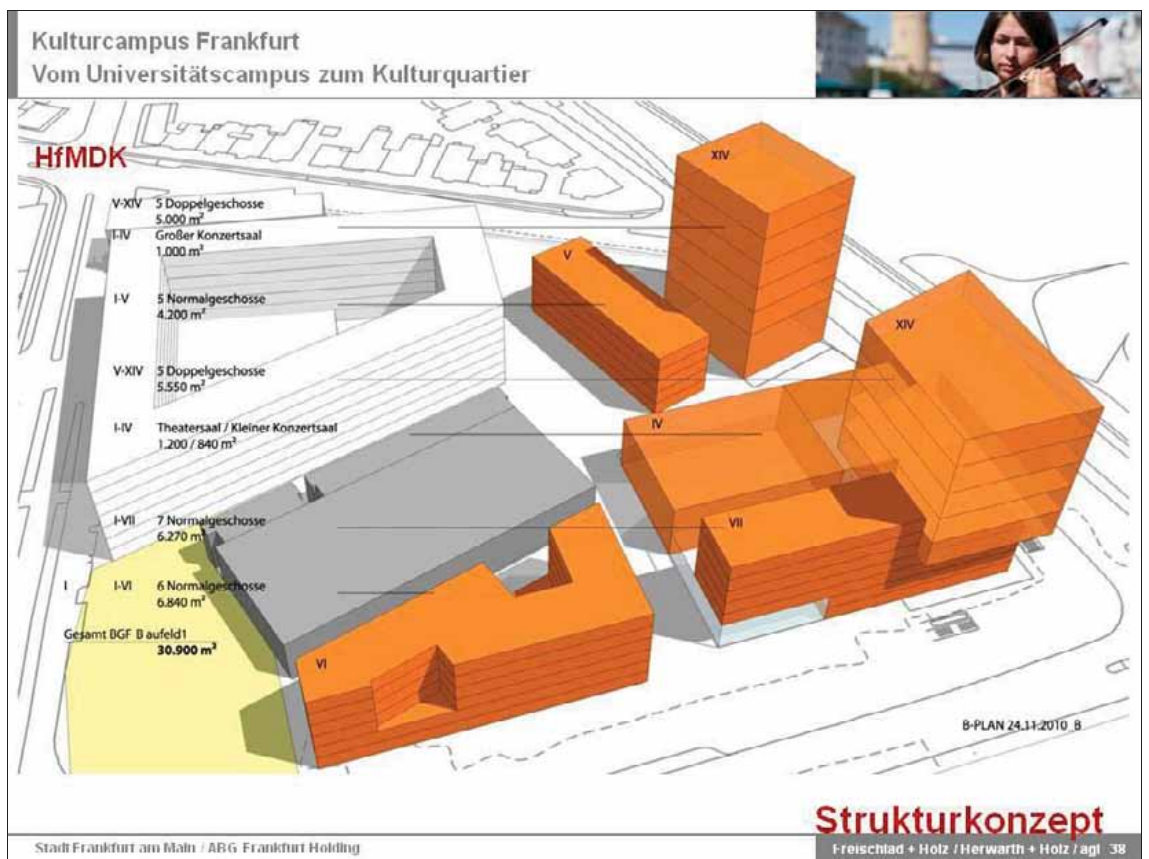 Kulturcampus Frankfurt
Vom Universitätscampus zum Kulturquartier
HfMDK
V-XIV 5 Doppelgeschosse
5.000 m²
I-IV Großer Konzertsaal
1.000 m²
I-V 5 Normalgeschosse
4.200 m²
V-XIV 5 Doppelgeschosse
5.550 m²
I-IV Theatersaal / Kleiner Konzertsaal
1.200 / 840 m²
I-VII 7 Normalgeschosse
6.270 m²
I I-VI 6 Normalgeschosse
6.840 m²
Gesamt BGF Baufeld1
30.900 m²
XIV
V
XIV
IV
VII
VI
B-PLAN 24.11.2010 B
Strukturkonzept
Stadt Frankfurt am Main / ABG Frankfurt Holding
Freischlad + Holz / Herwarth + Holz / agl 38